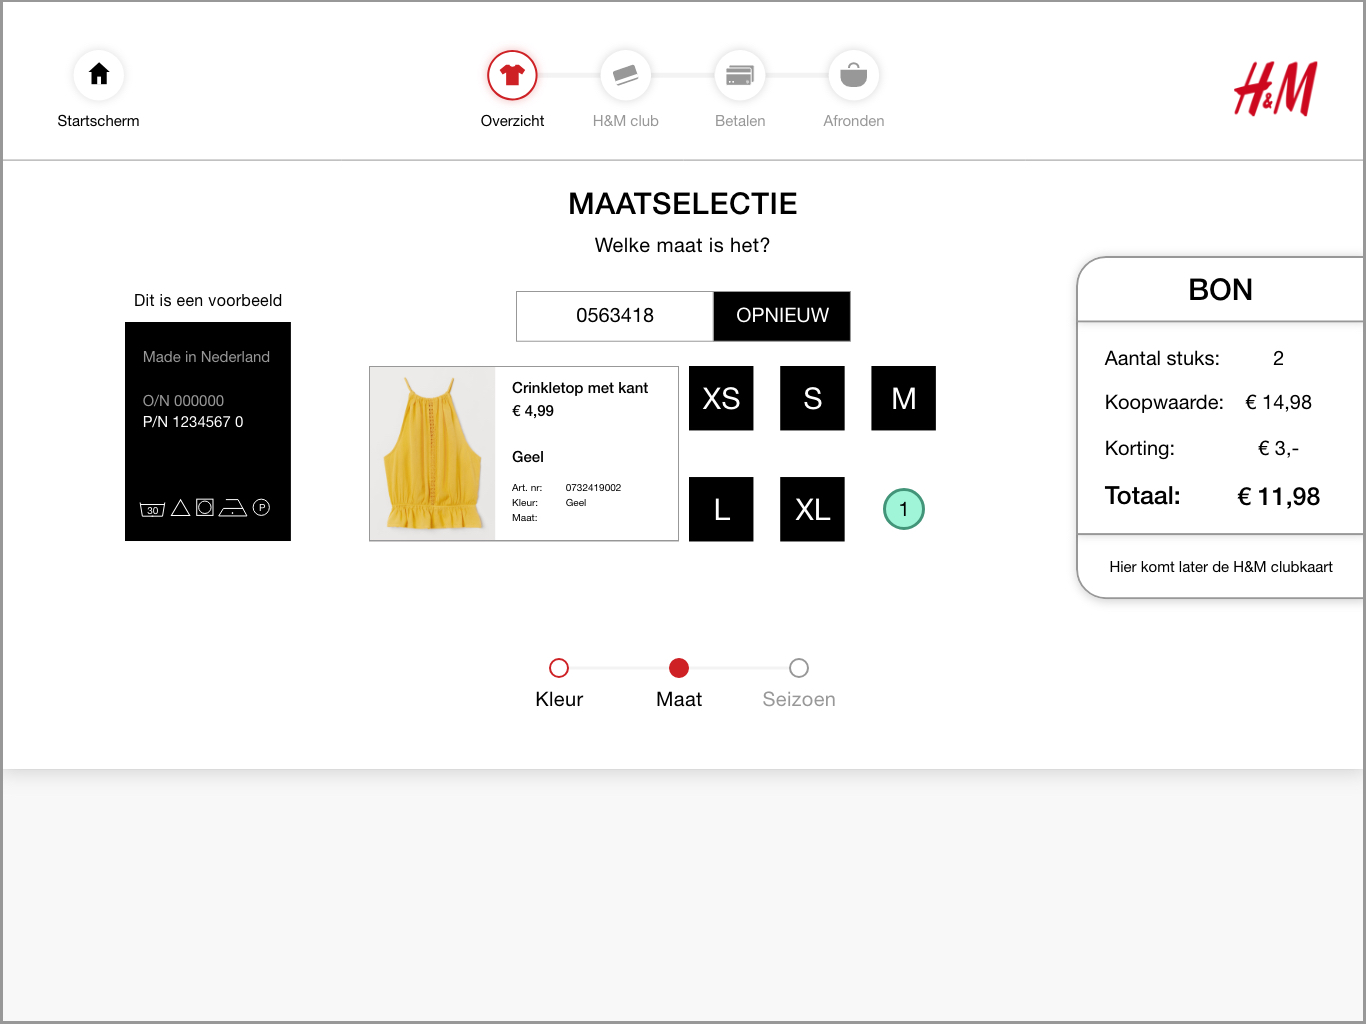 Startscherm
Overzicht
H&M club
Betalen
Afronden
H&M
MAATSELECTIE
Welke maat is het?
Dit is een voorbeeld
Made in Nederland
O/N 000000
P/N 1234567 0
30
P
0563418
OPNIEUW
Crinkletop met kant
€ 4,99
Geel
Art. nr: 0732419002
Kleur: Geel
Maat:
XS S M
L XL 1
BON
Aantal stuks: 2
Koopwaarde: € 14,98
Korting: € 3,-
Totaal: € 11,98
Hier komt later de H&M clubkaart
Kleur
Maat
Seizoen